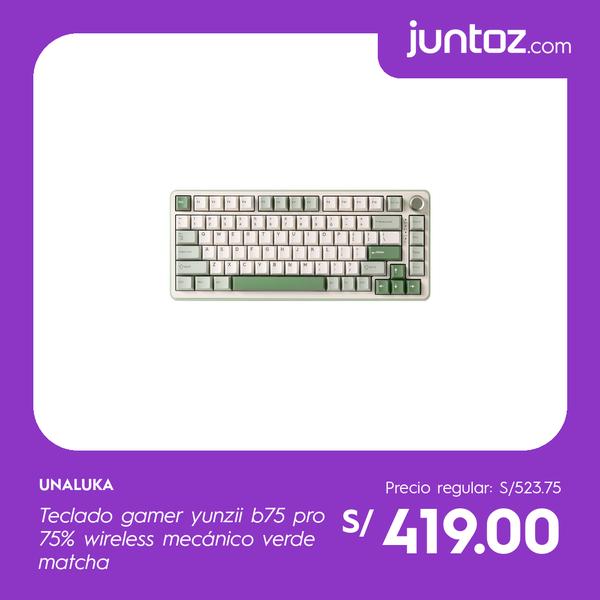 juntoz.com
UNALUKA
Teclado gamer yunzii b75 pro
75% wireless mecánico verde
matcha
Precio regular: S/523.75
S/ 419.00